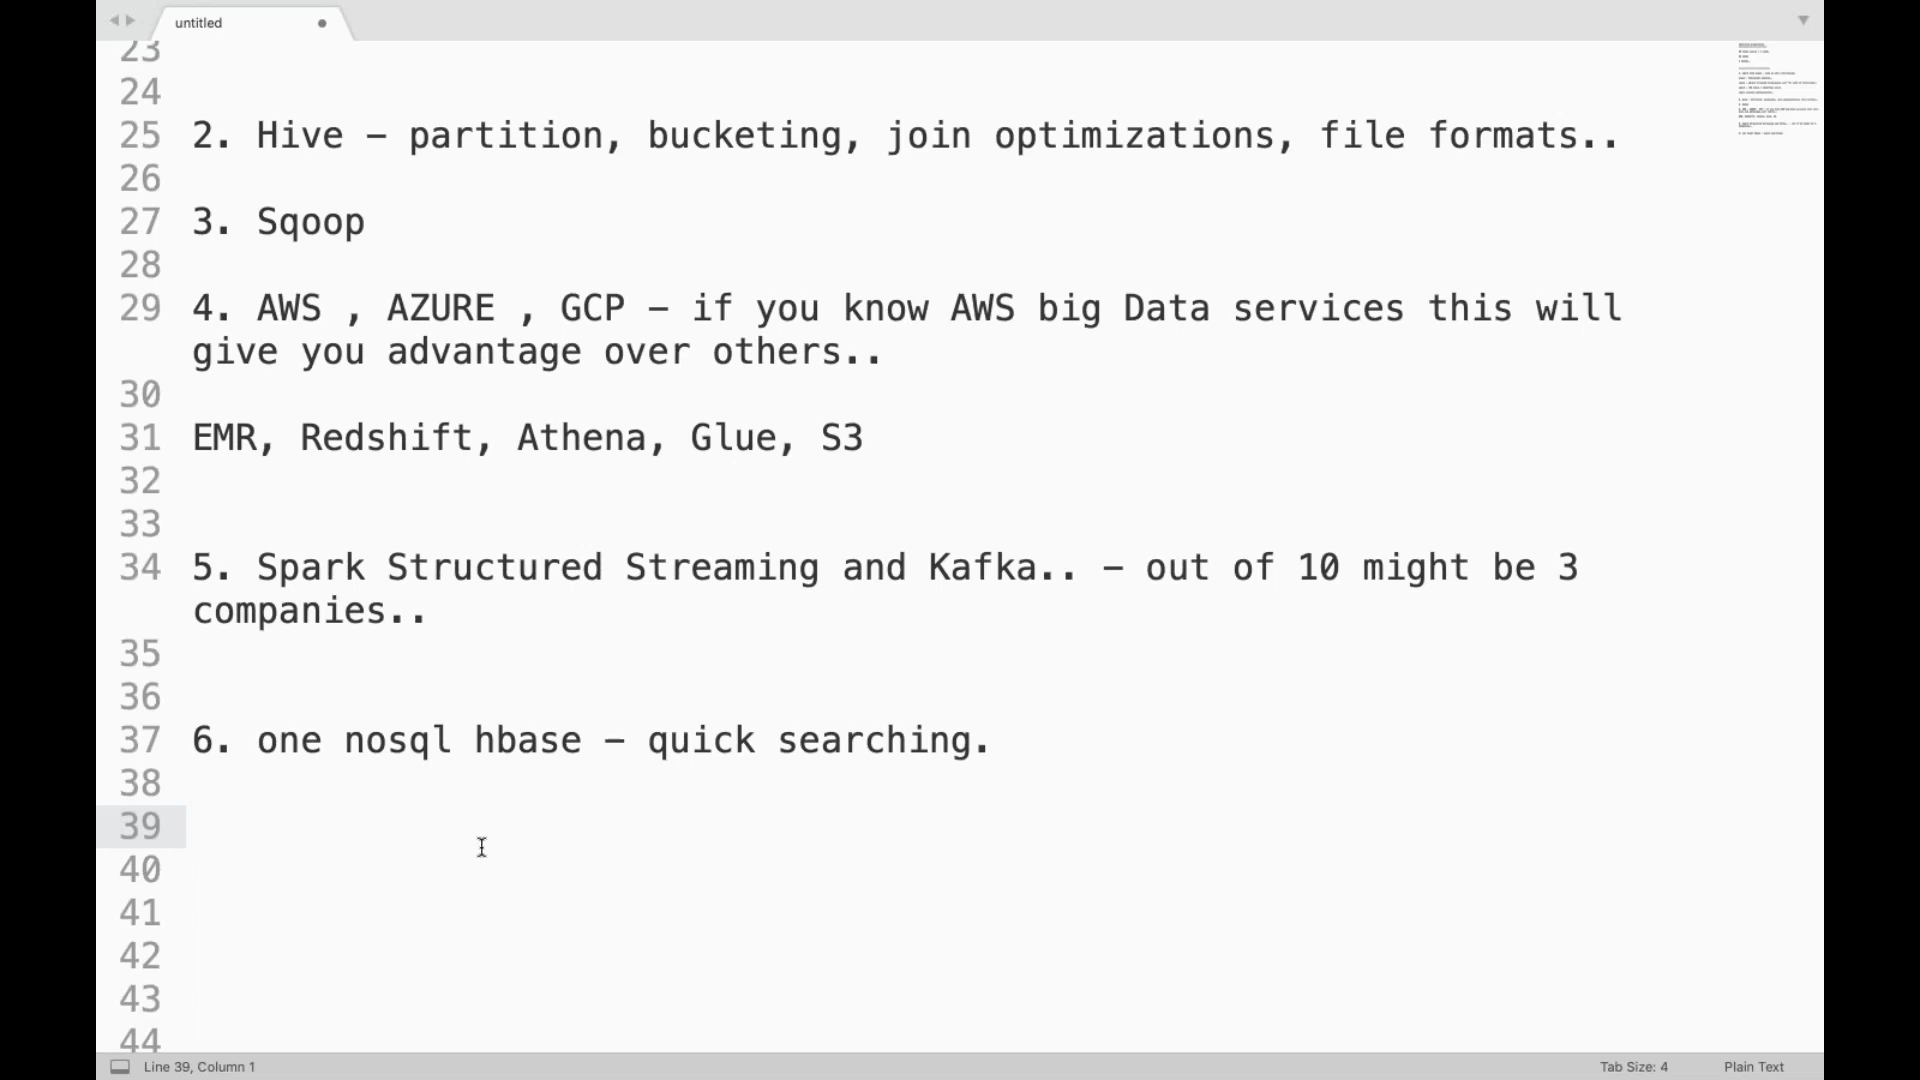 untitled
23
24
25 2. Hive – partition, bucketing, join optimizations, file formats..
26
27 3. Sqoop
28
29 4. AWS , AZURE , GCP – if you know AWS big Data services this will
give you advantage over others..
30
31 EMR, Redshift, Athena, Glue, S3
32
33
34 5. Spark Structured Streaming and Kafka.. – out of 10 might be 3
companies..
35
36
37 6. one nosql hbase – quick searching.
38
39
40
41
42
43
44
Line 39, Column 1 Tab Size: 4 Plain Text